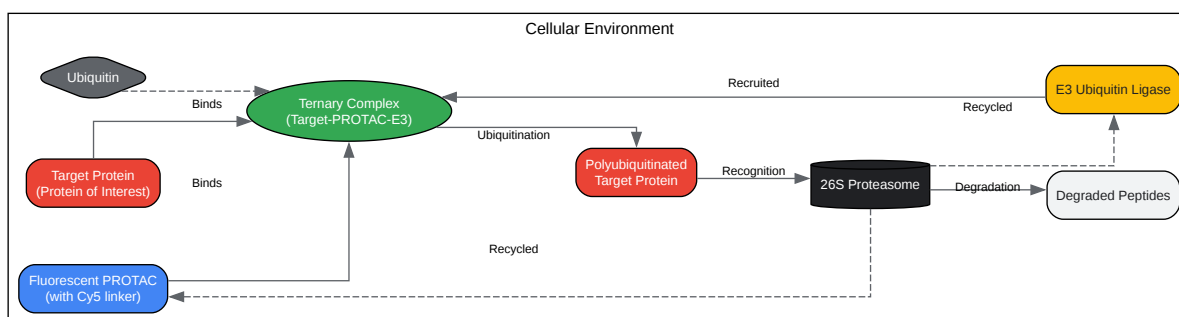 Cellular Environment
Ubiquitin
Binds
Ternary Complex
(Target-PROTAC-E3)
Recruited
E3 Ubiquitin Ligase
Recycled
Ubiquitination
Target Protein
(Protein of Interest)
Binds
Polyubiquitinated
Target Protein
Recognition
26S Proteasome
Degradation
Degraded Peptides
Recycled
Fluorescent PROTAC
(with Cy5 linker)